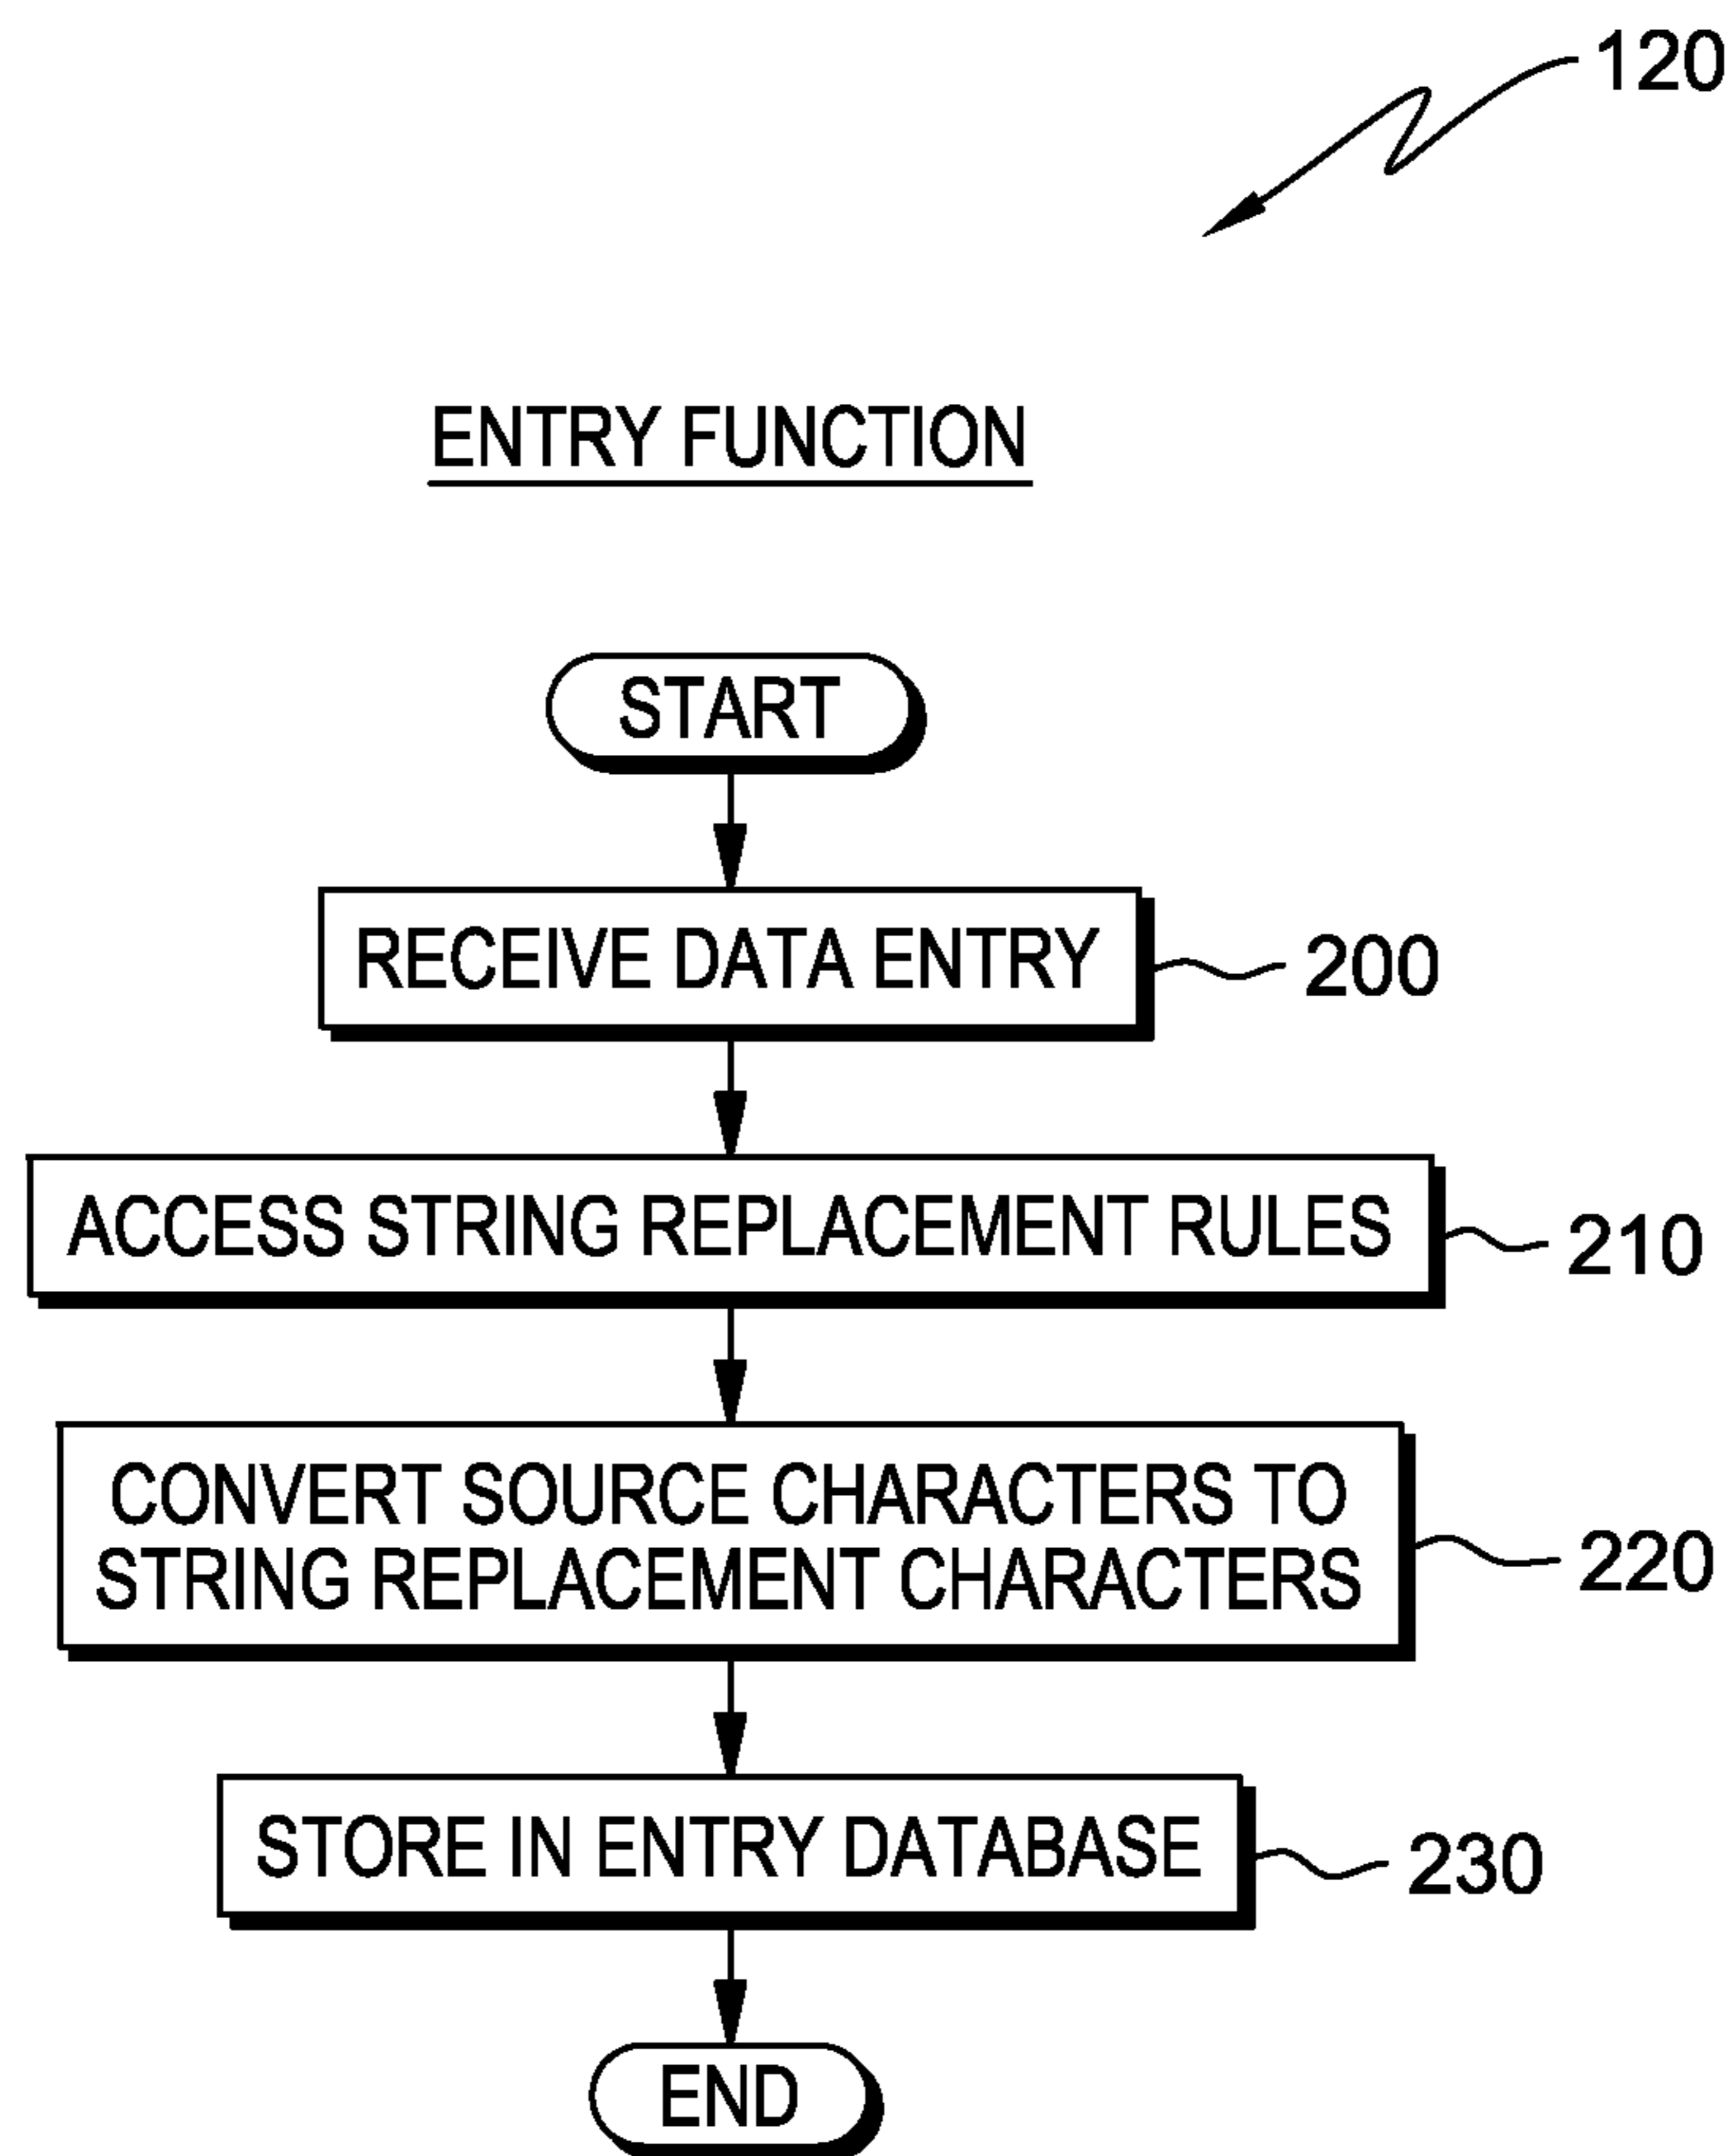 120
ENTRY FUNCTION
START
RECEIVE DATA ENTRY
200
ACCESS STRING REPLACEMENT RULES
210
CONVERT SOURCE CHARACTERS TO
STRING REPLACEMENT CHARACTERS
220
STORE IN ENTRY DATABASE
230
END